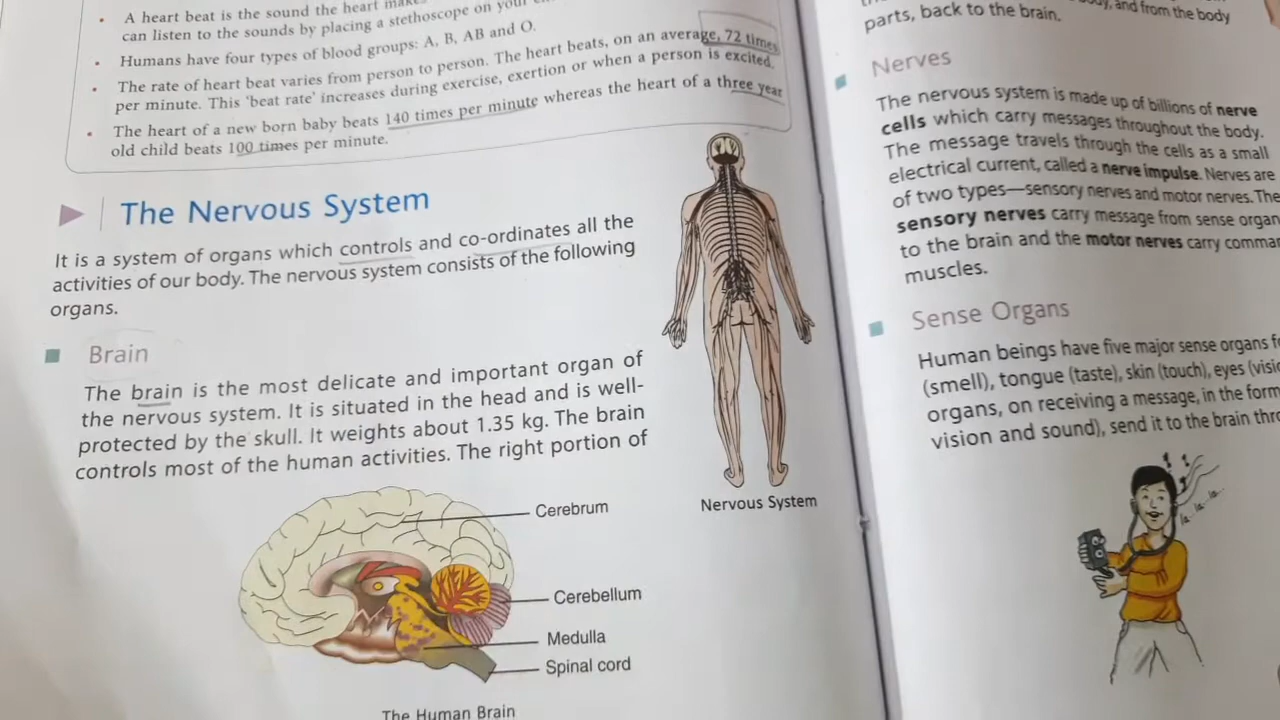 A heart beat is the sound the heart makes
can listen to the sounds by placing a stethoscope on your
Humans have four types of blood groups: A, B, AB and O.
The rate of heart beat varies from person to person. The heart beats, on an average, 72 times
per minute. This 'beat rate' increases during exercise, exertion or when a person is excited.
The heart of a new born baby beats 140 times per minute whereas the heart of a three year
old child beats 100 times per minute.
The Nervous System
It is a system of organs which controls and co-ordinates all the
activities of our body. The nervous system consists of the following
organs.
Brain
The brain is the most delicate and important organ of
the nervous system. It is situated in the head and is well-
protected by the skull. It weights about 1.35 kg. The brain
controls most of the human activities. The right portion of
Cerebrum
Cerebellum
Medulla
Spinal cord
The Human Brain
Nervous System
body, and from the body
parts, back to the brain.
Nerves
The nervous system is made up of billions of nerve
cells which carry messages throughout the body.
The message travels through the cells as a small
electrical current, called a nerve impulse. Nerves are
of two types—sensory nerves and motor nerves. The
sensory nerves carry message from sense organ
to the brain and the motor nerves carry
muscles.
Sense Organs
Human beings have five major sense organs
(smell), tongue (taste), skin (touch), eyes
organs, on receiving a message, in the form
vision and sound), send it to the brain
la..la..la..